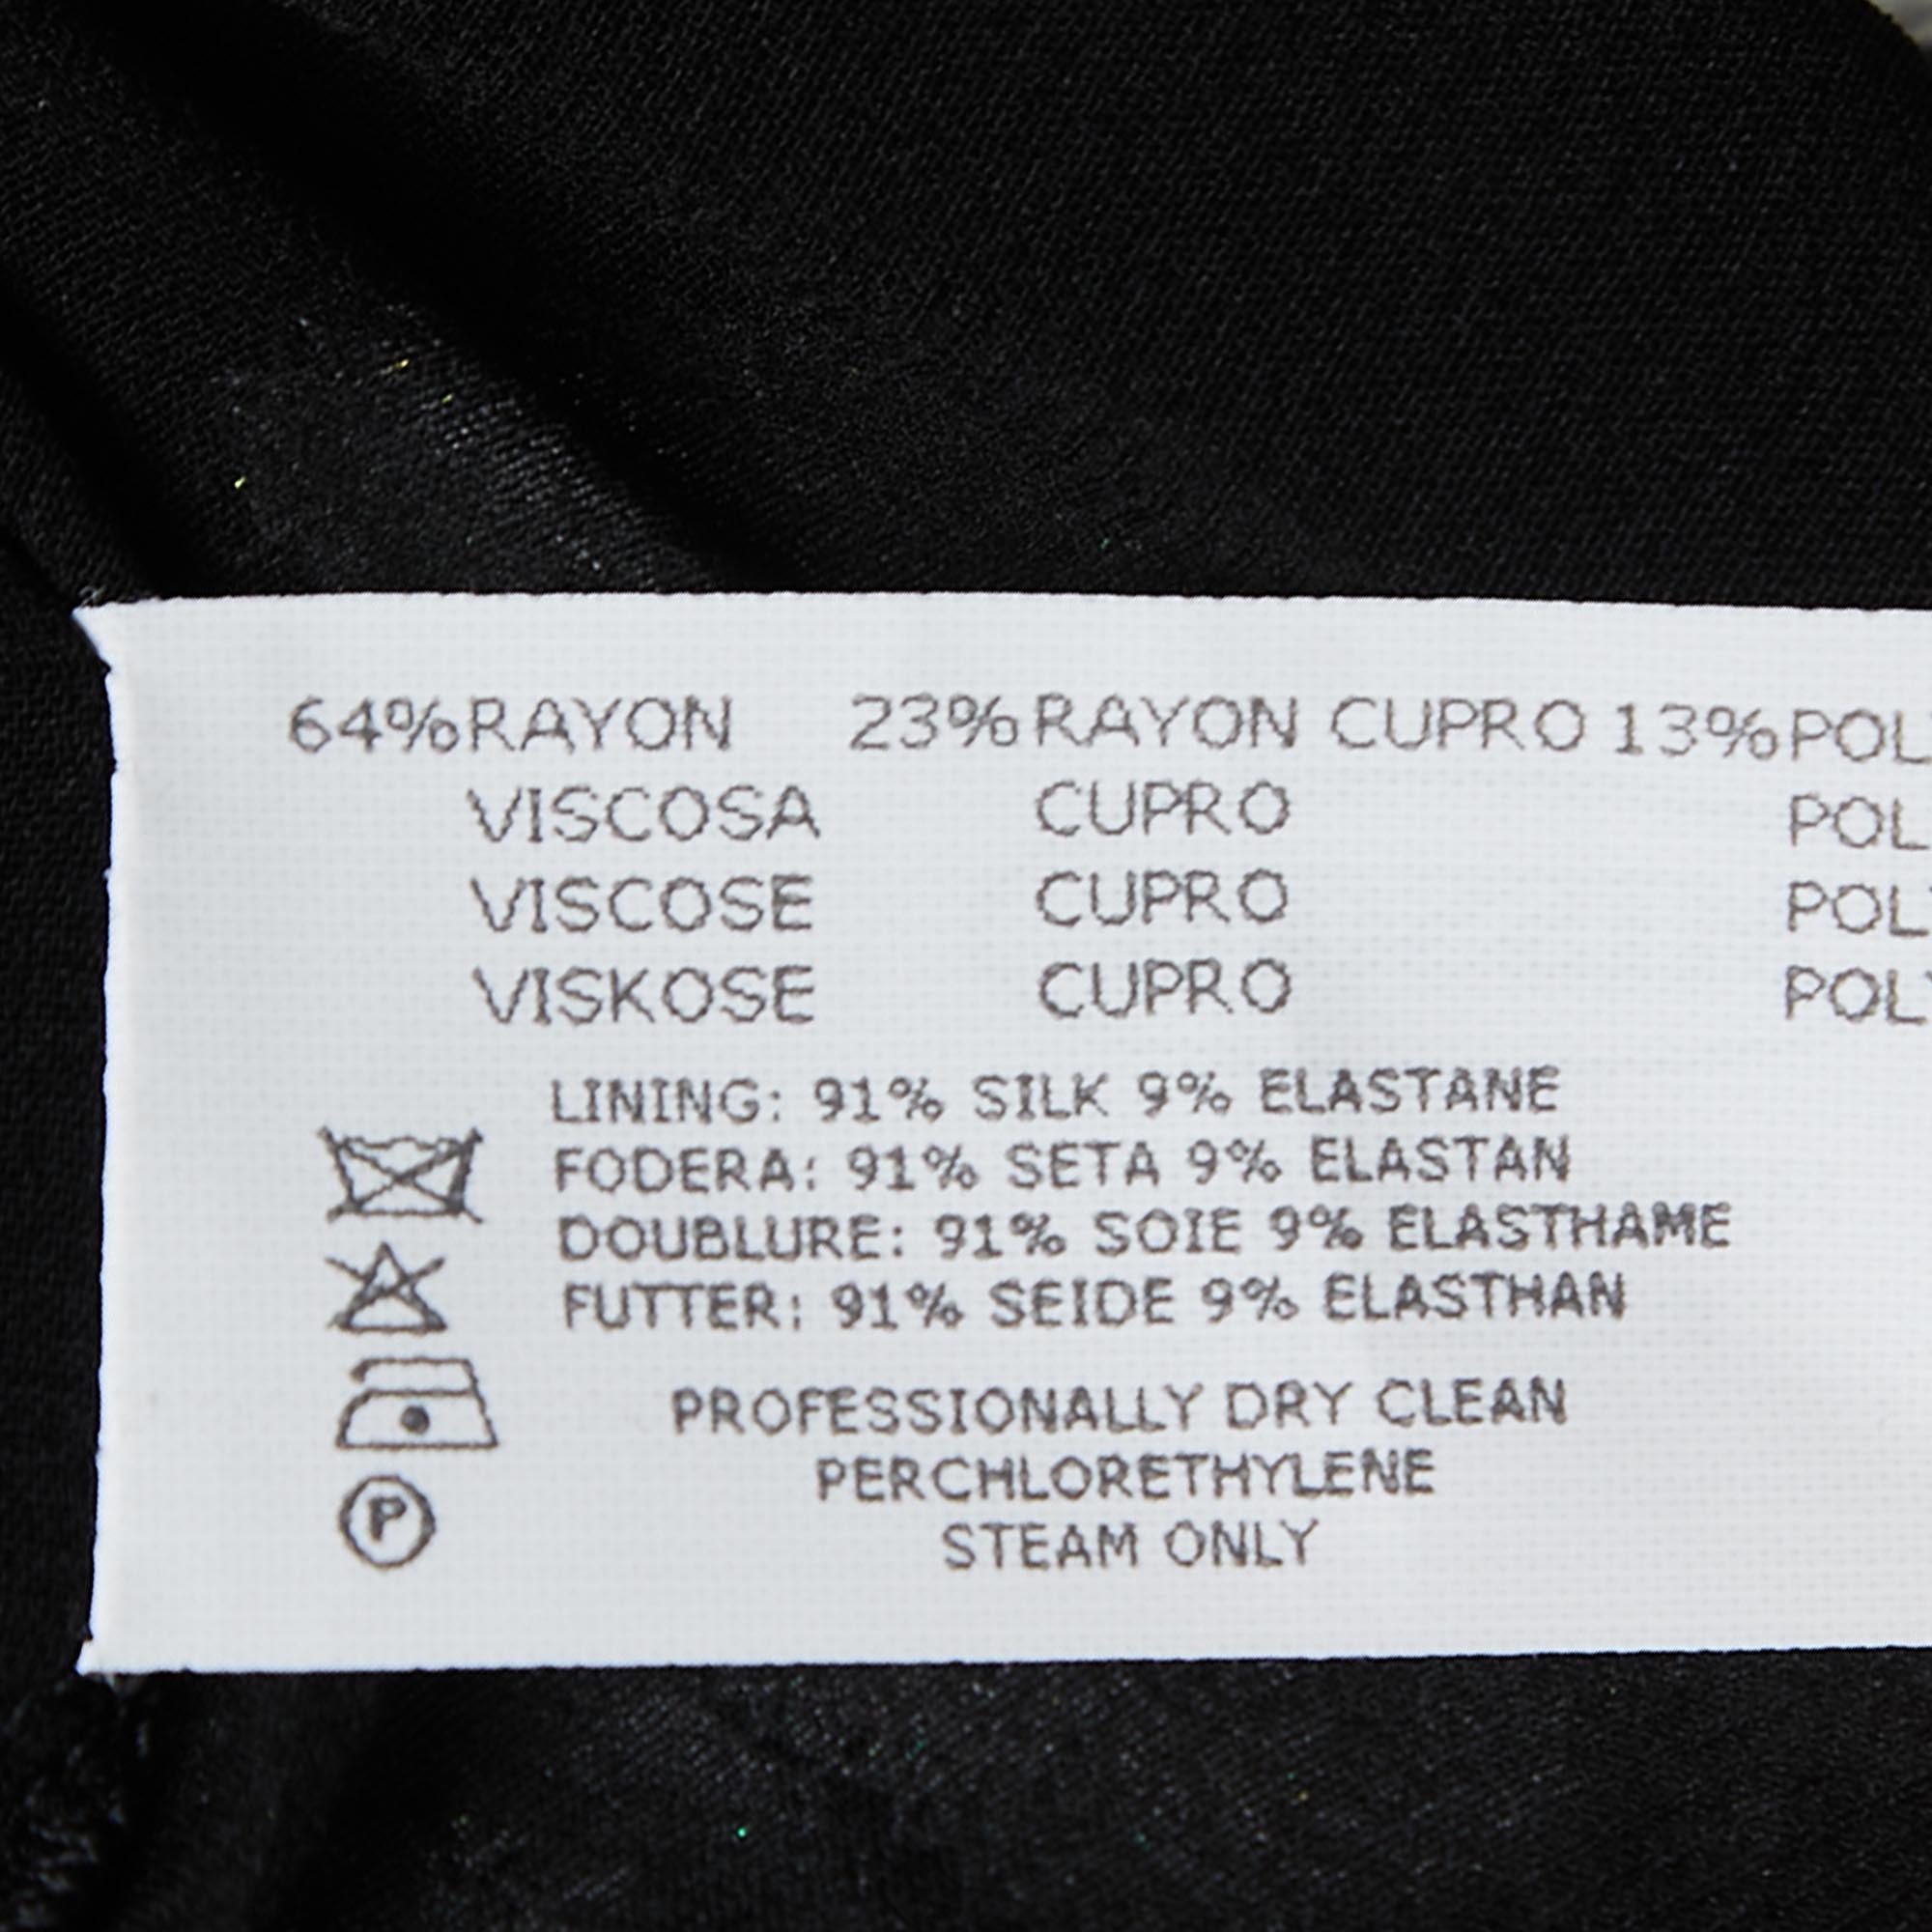 64%RAYON 23%RAYON CUPRO 13%POL
VISCOSA CUPRO POL
VISCOSE CUPRO POL
VISKOSE CUPRO POL
LINING: 91% SILK 9% ELASTANE
FODERA: 91% SETA 9% ELASTAN
DOUBLURE: 91% SOIE 9% ELASTHAME
FUTTER: 91% SEIDE 9% ELASTHAN
PROFESSIONALLY DRY CLEAN
PERCHLORETHYLENE
STEAM ONLY
P